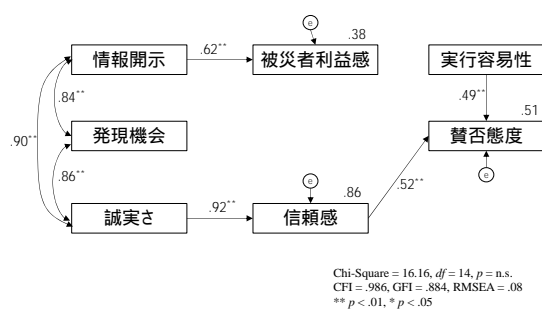 e
.38
情報開示
.62**
被災者利益感
実行容易性
.84**
.49**
.51
.90**
発現機会
賛否態度
.86**
e
.86
.52**
e
誠実さ
.92**
信頼感
Chi-Square = 16.16, df = 14, p = n.s.
CFI = .986, GFI = .884, RMSEA = .08
** p < .01, * p < .05